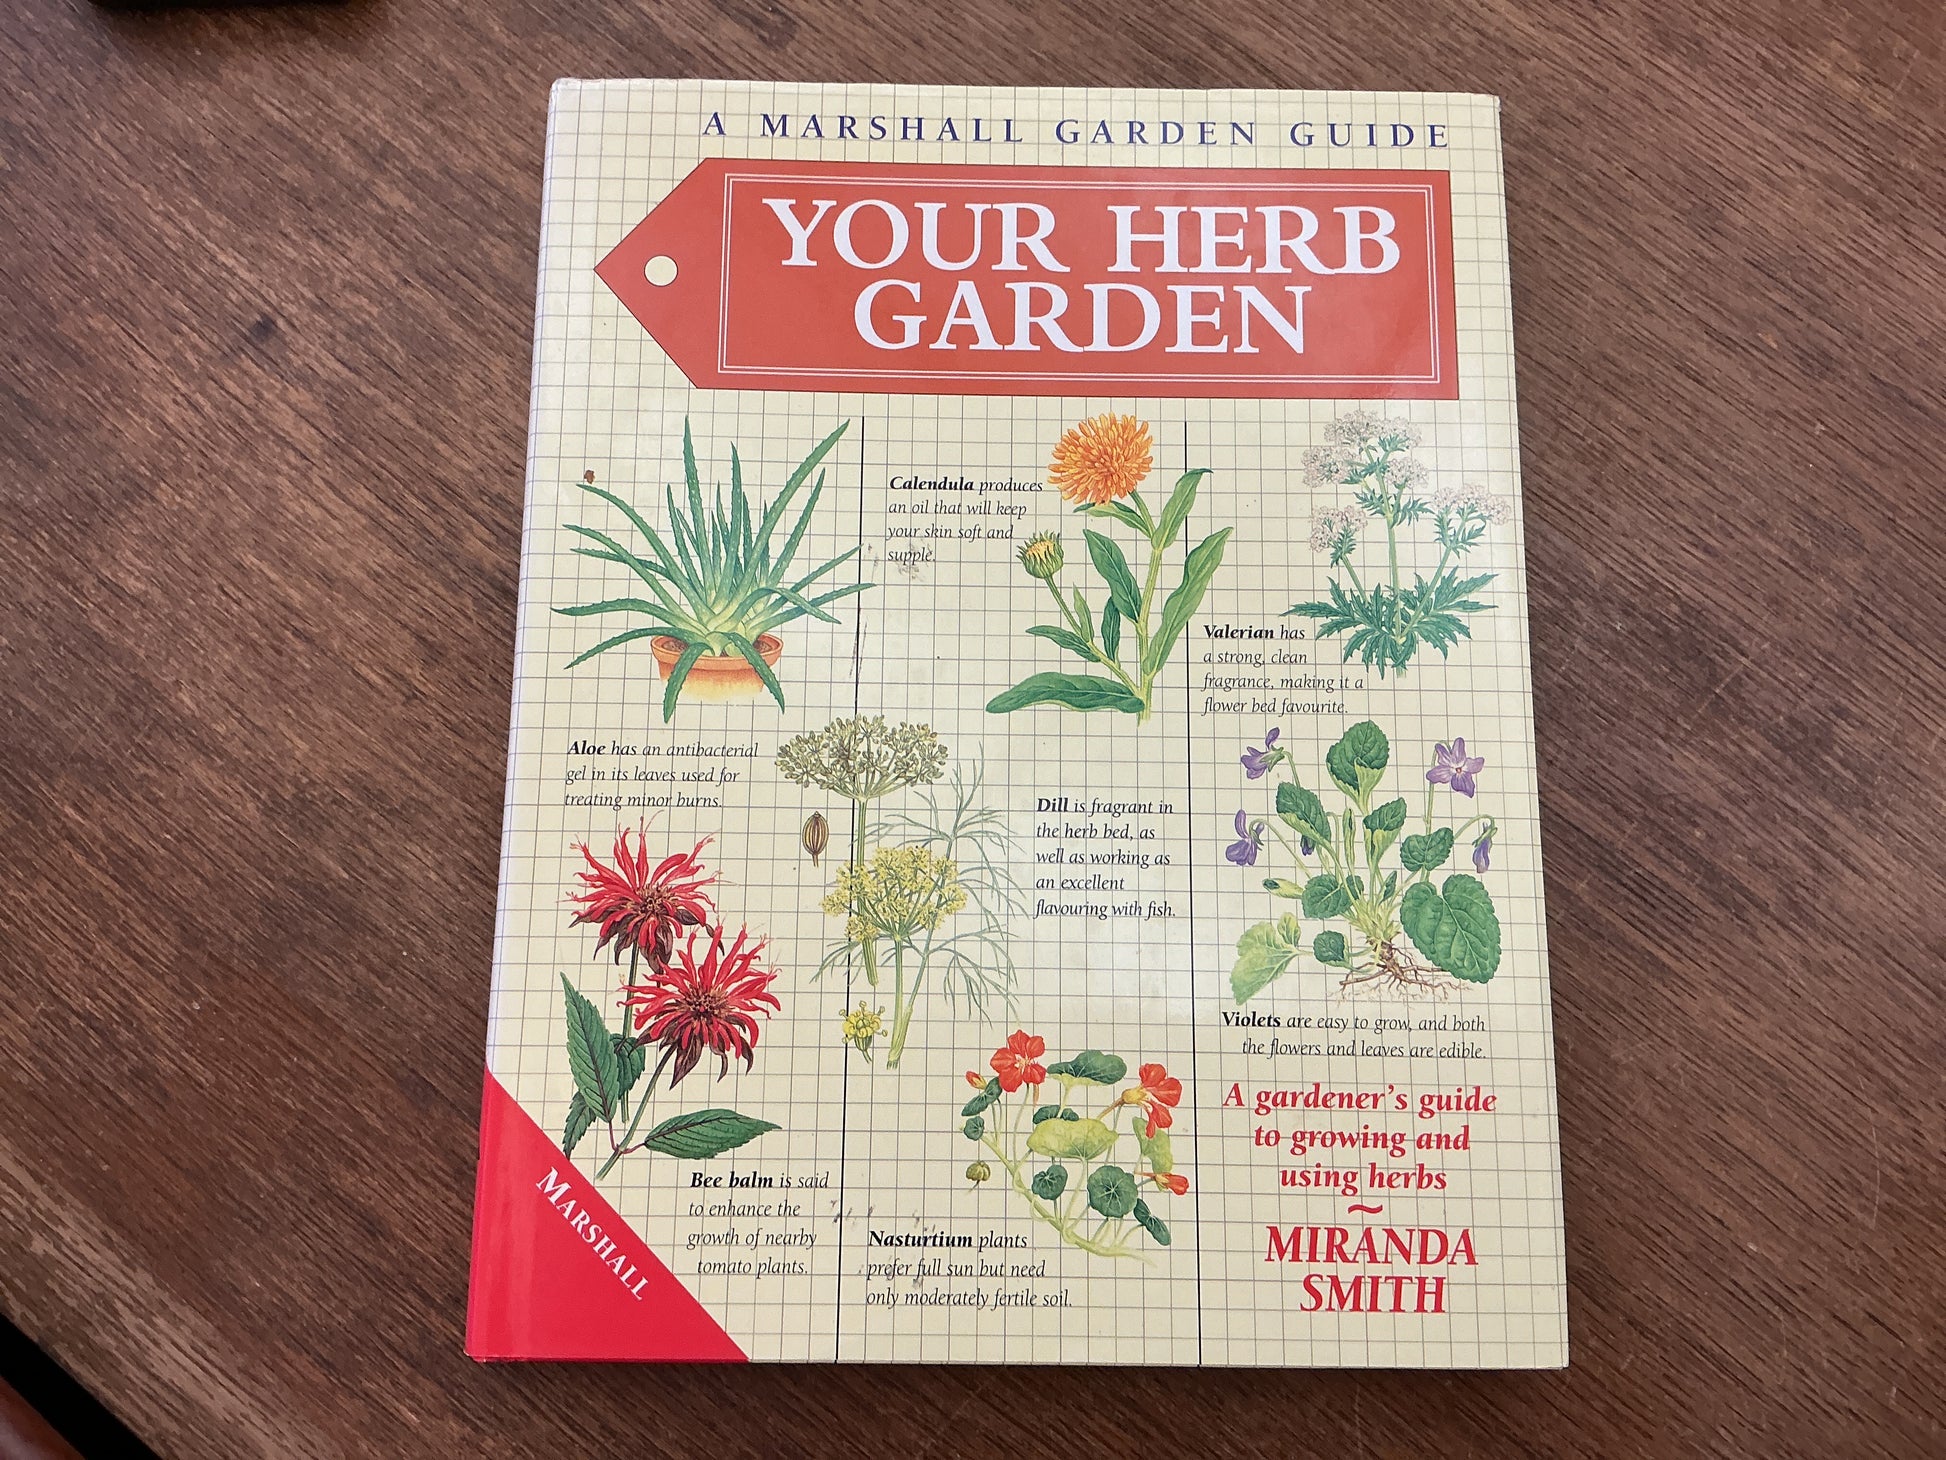 A MARSHALL GARDEN GUIDE
YOUR HERB
GARDEN
Calendula produces
an oil that will keep
your skin soft and
supple.
Valerian has
a strong, clean
fragrance, making it a
flower bed favourite.
Aloe has an antibacterial
gel in its leaves used for
treating minor burns.
Dill is fragrant in
the herb bed, as
well as working as
an excellent
flavouring with fish.
Violets are easy to grow, and both
the flowers and leaves are edible.
Bee balm is said
to enhance the
growth of nearby
tomato plants.
Nasturtium plants
prefer full sun but need
only moderately fertile soil.
A gardener's guide
to growing and
using herbs
~
MIRANDA
SMITH
MARSHALL